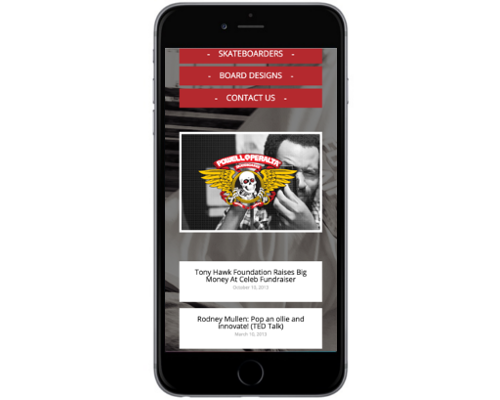 - SKATEBOARDERS -
- BOARD DESIGNS -
- CONTACT US -
POWELL PERALTA
Tony Hawk Foundation Raises Big
Money At Celeb Fundraiser
October 10, 2013
Rodney Mullen: Pop an ollie and
Innovate! (TED Talk)
March 10, 2013